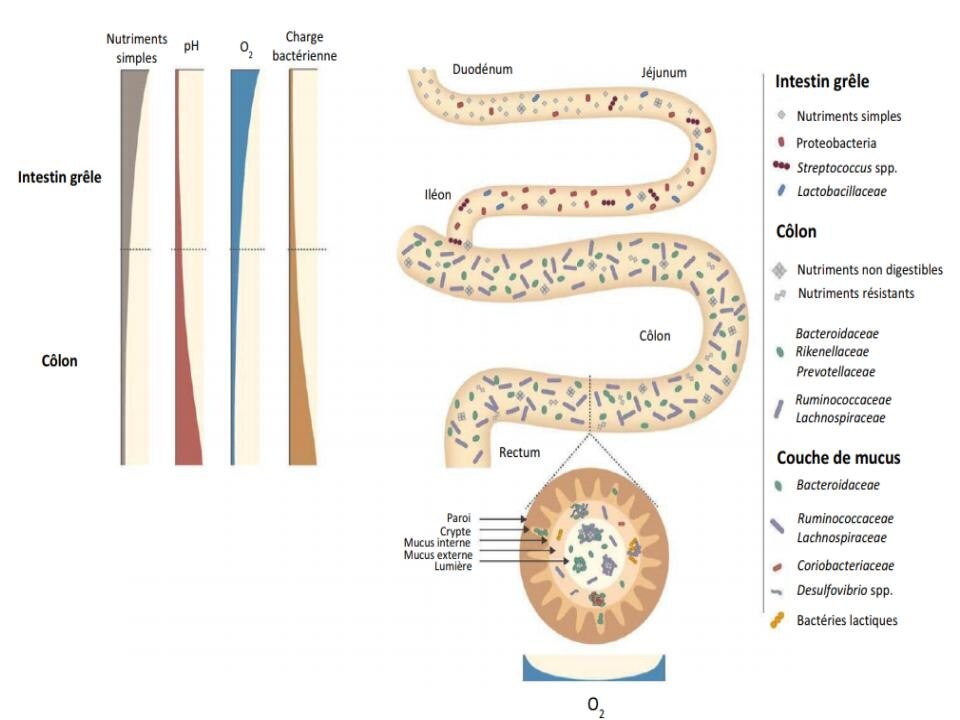 Nutriments
simples
pH
O2
Charge
bactérienne
Intestin grêle
Côlon
Duodénum
Jéjunum
Iléon
Côlon
Rectum
Paroi
Crypte
Mucus interne
Mucus externe
Lumière
O2
Intestin grêle
Nutriments simples
Proteobacteria
Streptococcus spp.
Lactobacillaceae
Côlon
Nutriments non digestibles
Nutriments résistants
Bacteroidaceae
Rikenellaceae
Prevotellaceae
Ruminococcaceae
Lachnospiraceae
Couche de mucus
Bacteroidaceae
Ruminococcaceae
Lachnospiraceae
Coriobacteriaceae
Desulfovibrio spp.
Bactéries lactiques